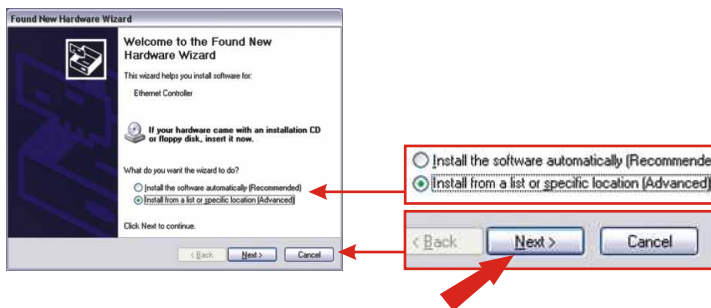 Found New Hardware Wizard
Welcome to the Found New
Hardware Wizard
This wizard helps you install software for:
Ethernet Controller
If your hardware came with an installation CD
or floppy disk, insert it now.
What do you want the wizard to do?
Install the software automatically (Recommended)
Install from a list or specific location (Advanced)
Click Next to continue.
< Back Next > Cancel
Install the software automatically (Recommende
Install from a list or specific location (Advanced)
< Back Next > Cancel